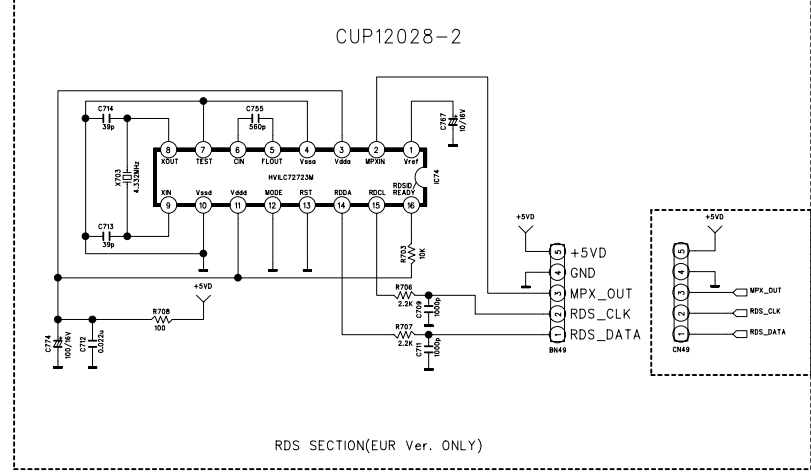 CUP12028-2
C714
39p
C755
560p
C767
10/16V
8 7 6 5 4 3 2 1
XOUT TEST CIN FLOUT Vssa Vdda MPXIN Vref
X703
4.332MHz
HVILC72723M
IC74
XIN Vssd Vddd MODE RST RDDA RDCL RDSID
READY
9 10 11 12 13 14 15 16
C713
39p
R703
10K
+5VD
R708
100
C774
100/16V
C712
0.022u
R706
2.2K
C709
1000p
R707
2.2K
C711
1000p
+5VD
5 +5VD
4 GND
3 MPX_OUT
2 RDS_CLK
1 RDS_DATA
BN49
+5VD
5
4
3 MPX_OUT
2 RDS_CLK
1 RDS_DATA
CN49
RDS SECTION(EUR Ver. ONLY)